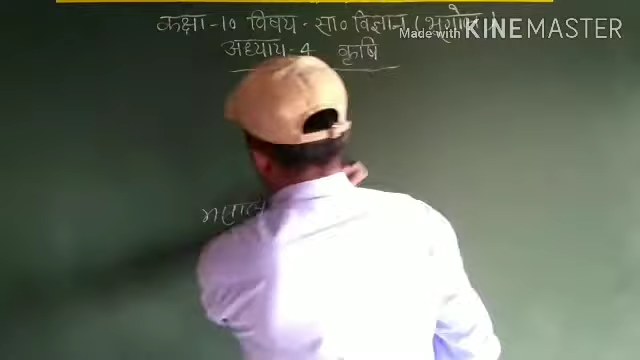 कक्षा-10 विषय- सा० विज्ञान (भूगोल)
Made with KINEMASTER
अध्याय-4 कृषि